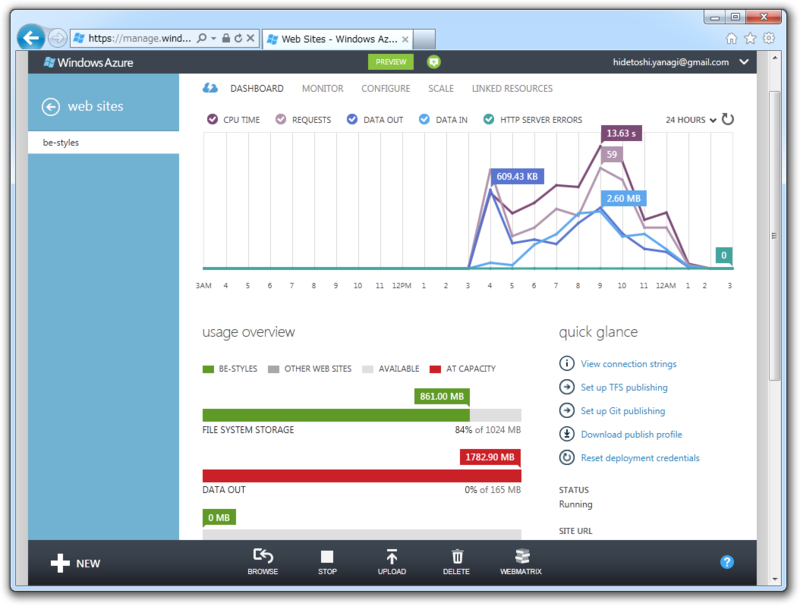 https://manage.wind...
Web Sites - Windows Az...
Windows Azure
PREVIEW
hidetoshi.yanagi@gmail.com
web sites
be-styles
DASHBOARD MONITOR CONFIGURE SCALE LINKED RESOURCES
CPU TIME REQUESTS DATA OUT DATA IN HTTP SERVER ERRORS 24 HOURS
13.63 s
59
609.43 KB
2.60 MB
0
3AM 4 5 6 7 8 9 10 11 12PM 1 2 3 4 5 6 7 8 9 10 11 12AM 1 2 3
usage overview
BE-STYLES OTHER WEB SITES AVAILABLE AT CAPACITY
861.00 MB
FILE SYSTEM STORAGE 84% of 1024 MB
1782.90 MB
DATA OUT 0% of 165 MB
0 MB
quick glance
View connection strings
Set up TFS publishing
Set up Git publishing
Download publish profile
Reset deployment credentials
STATUS
Running
SITE URL
NEW
BROWSE STOP UPLOAD DELETE WEBMATRIX
?